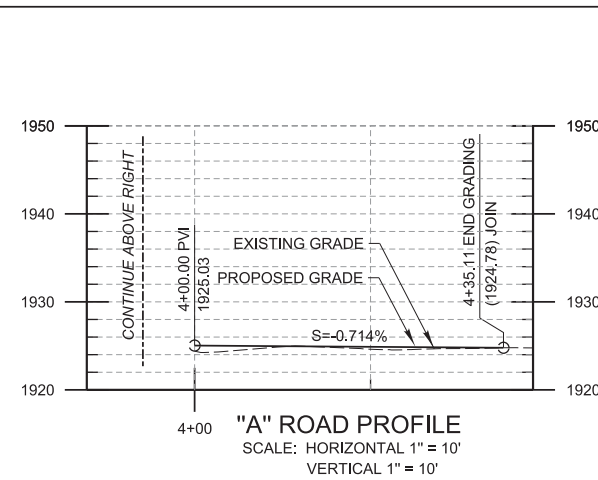 1950
1940
1930
1920
CONTINUE ABOVE RIGHT
4+00.00 PVI
1925.03
EXISTING GRADE
PROPOSED GRADE
S=-0.714%
4+35.11 END GRADING
(1924.78) JOIN
1950
1940
1930
1920
4+00
"A" ROAD PROFILE
SCALE: HORIZONTAL 1" = 10'
VERTICAL 1" = 10'